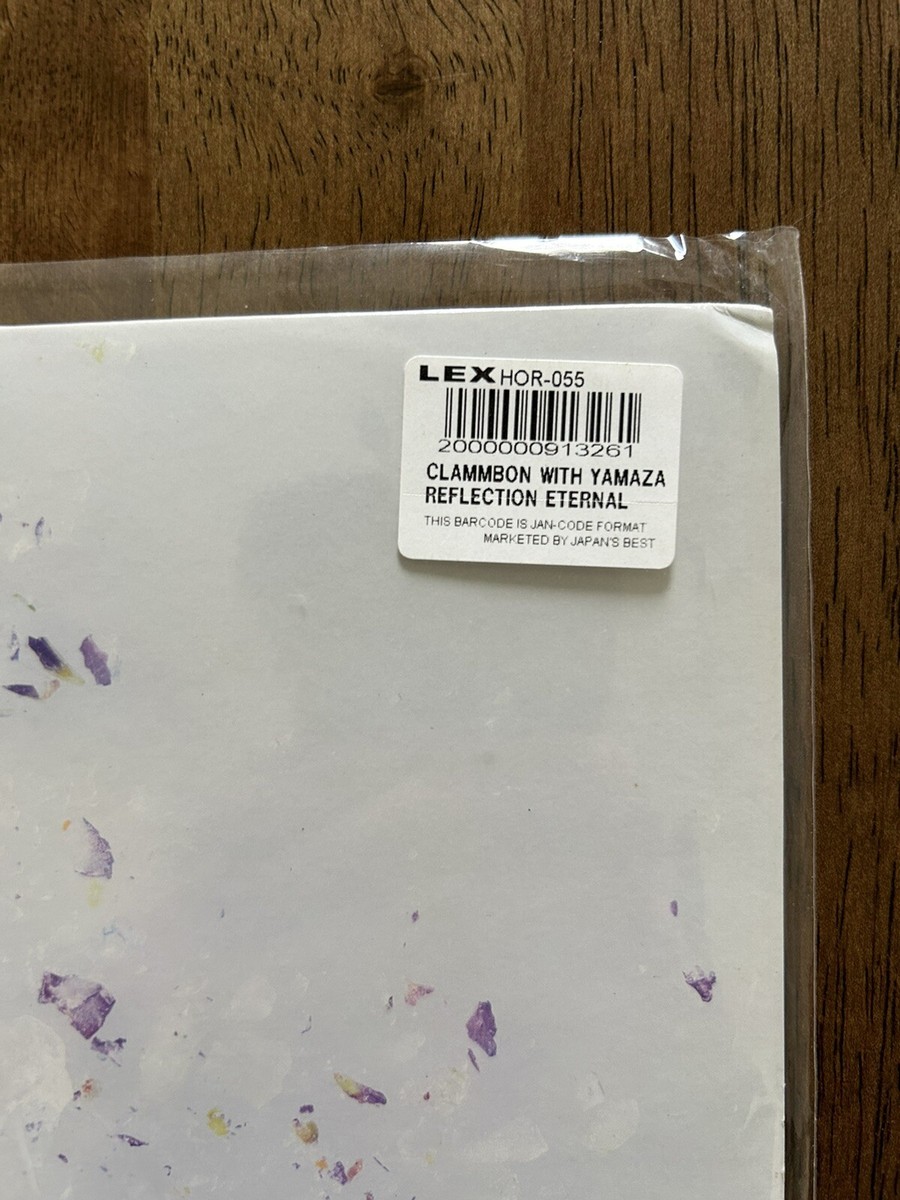 LEX HOR-055
2000000913261
CLAMMBON WITH YAMAZA
REFLECTION ETERNAL
THIS BARCODE IS JAN-CODE FORMAT
MARKETED BY JAPAN'S BEST